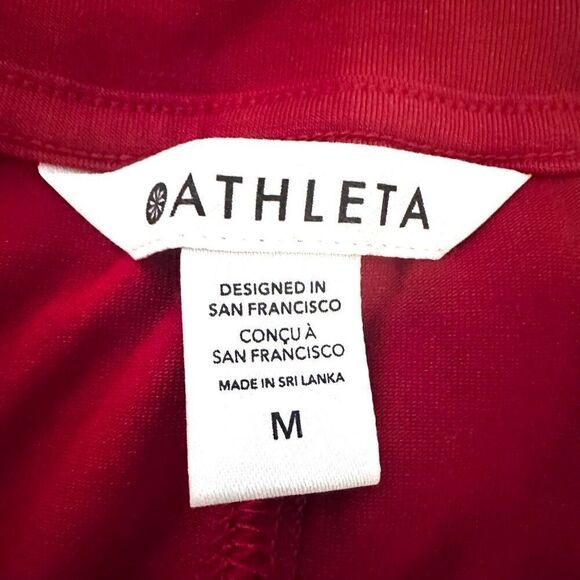 ATHLETA
DESIGNED IN
SAN FRANCISCO
CONÇU À
SAN FRANCISCO
MADE IN SRI LANKA
M